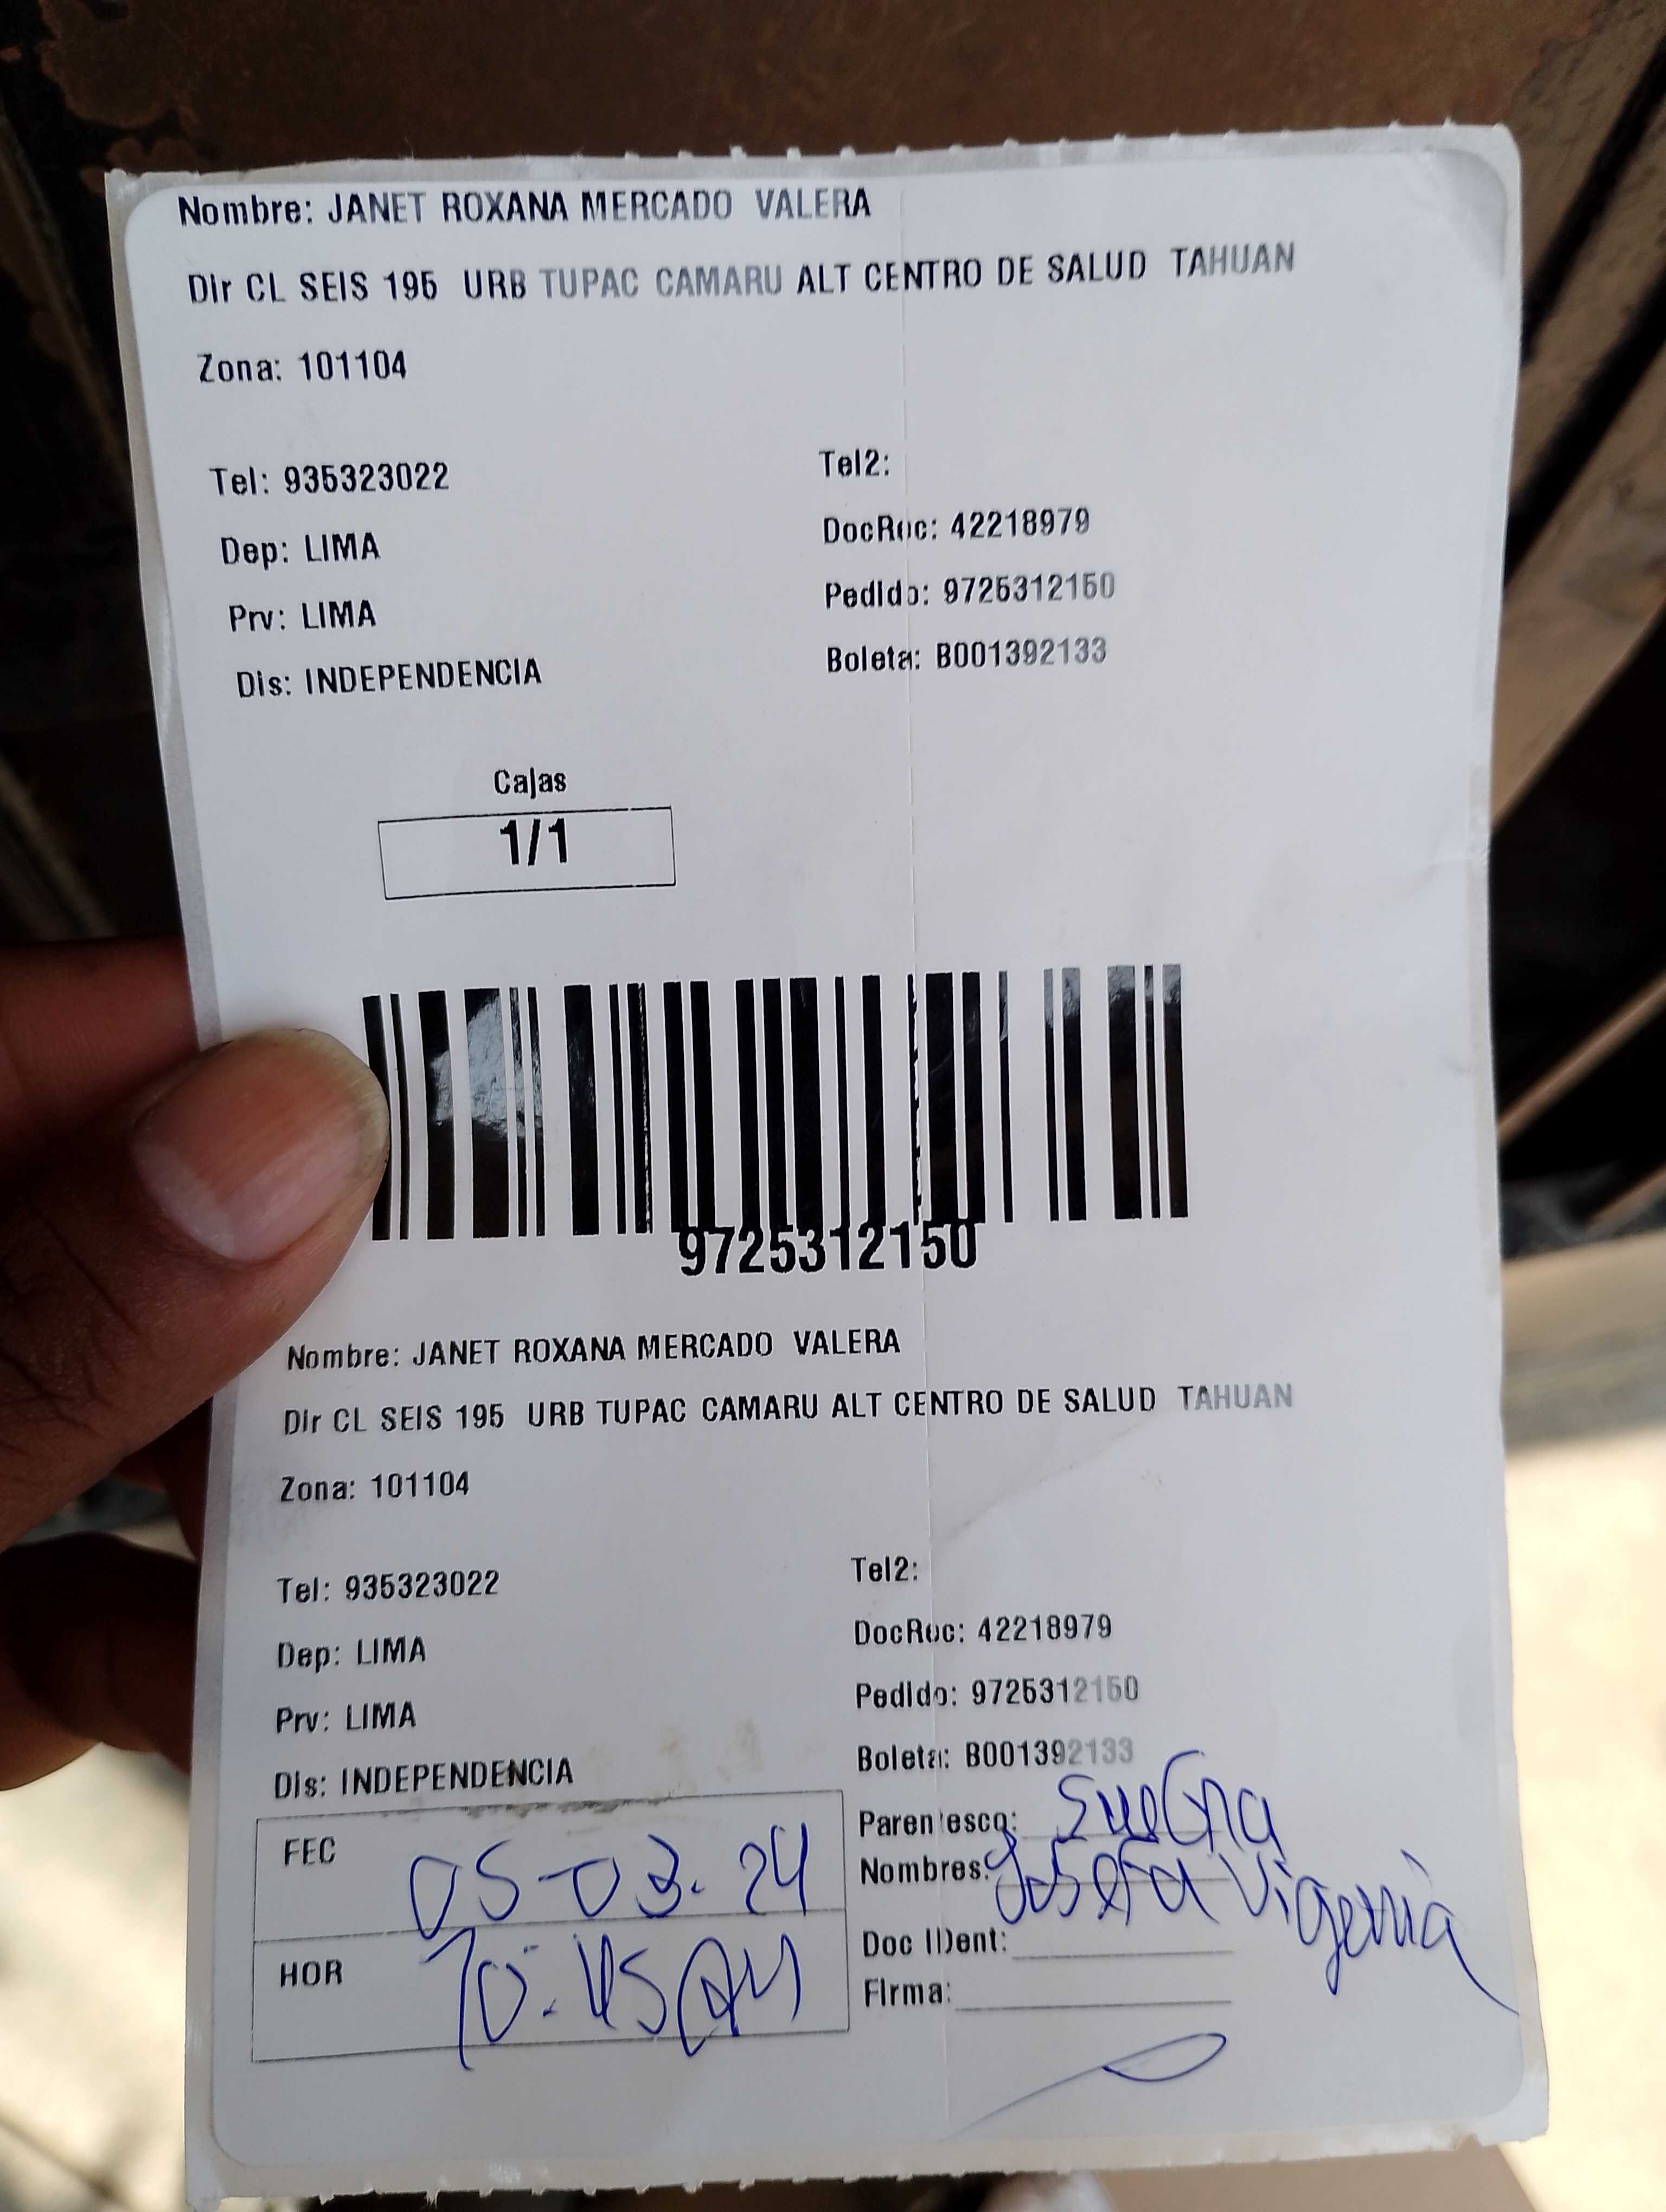 Nombre: JANET ROXANA MERCADO VALERA
Dir CL SEIS 195 URB TUPAC CAMARU ALT CENTRO DE SALUD TAHUAN
Zona: 101104
Tel: 935323022
Tel2:
Dep: LIMA
DocRec: 42218979
Prv: LIMA
Pedido: 9725312150
Dis: INDEPENDENCIA
Boleta: B001392133
Cajas
1/1
9725312150
Nombre: JANET ROXANA MERCADO VALERA
Dir CL SEIS 195 URB TUPAC CAMARU ALT CENTRO DE SALUD TAHUAN
Zona: 101104
Tel: 935323022
Tel2:
Dep: LIMA
DocRec: 42218979
Prv: LIMA
Pedido: 9725312150
Dis: INDEPENDENCIA
Boleta: B001392133
FEC 05-03-24
Parentesco: Suegra
Nombres: Josefa
HOR 10:45 AM
Doc IDent:
Firma: